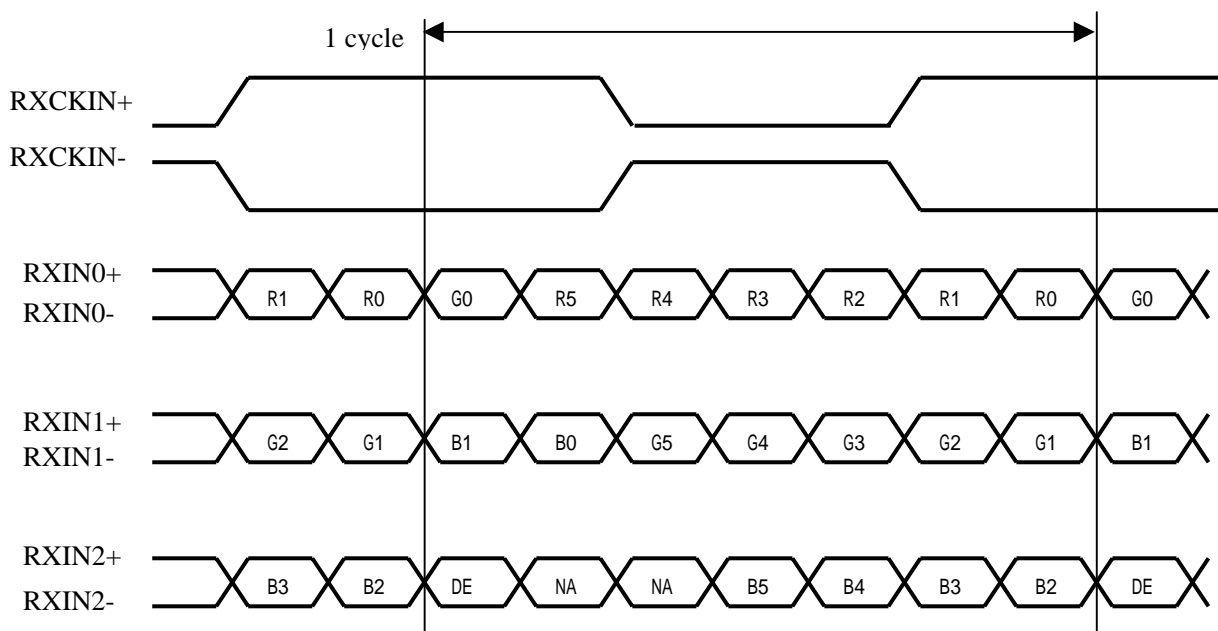 1 cycle
RXCKIN+
RXCKIN-
RXIN0+
R1 R0 G0 R5 R4 R3 R2 R1 R0 G0
RXIN0-
RXIN1+
G2 G1 B1 B0 G5 G4 G3 G2 G1 B1
RXIN1-
RXIN2+
B3 B2 DE NA NA B5 B4 B3 B2 DE
RXIN2-